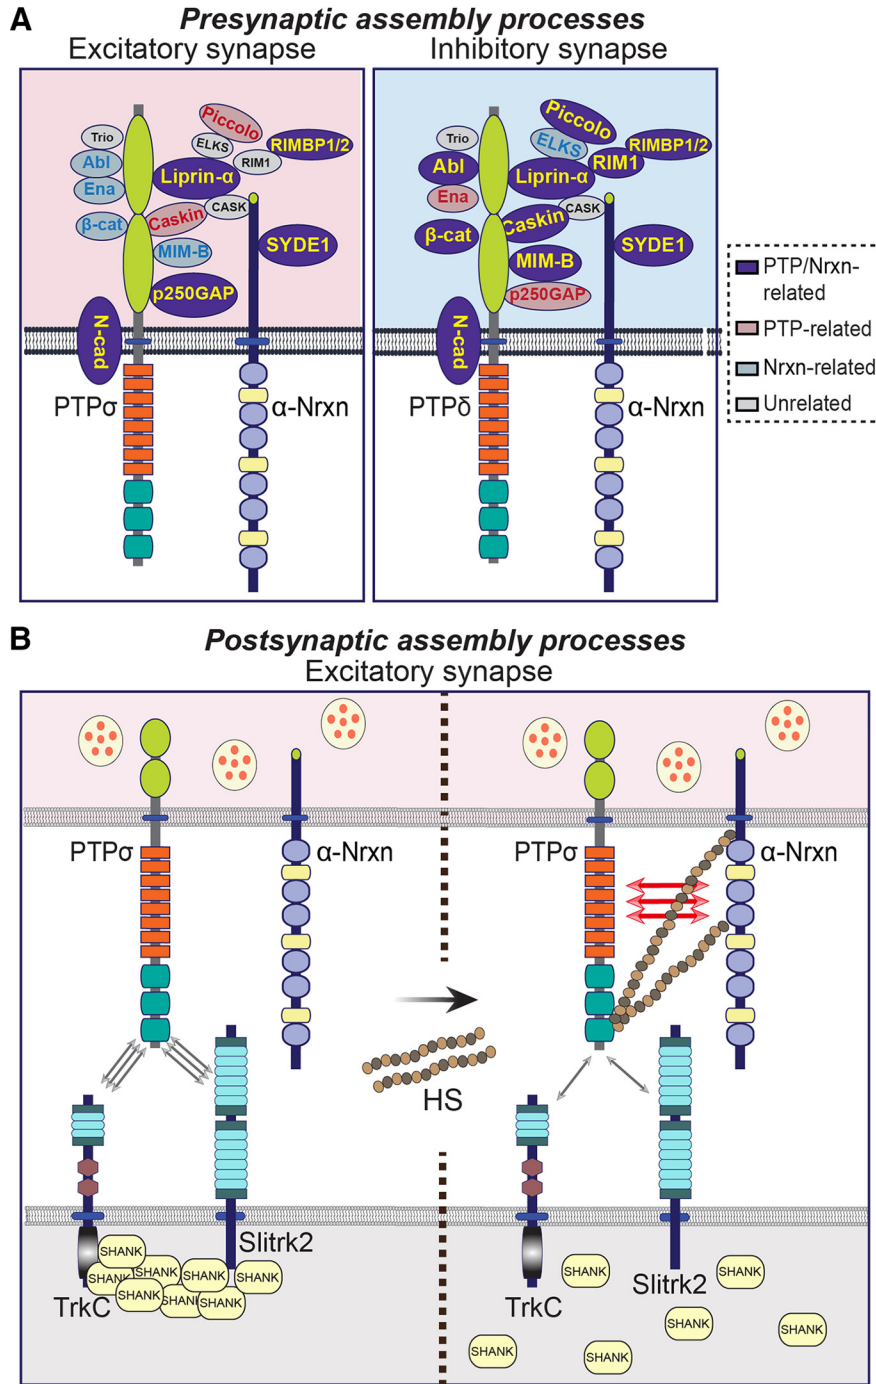 A
Presynaptic assembly processes
Excitatory synapse
Inhibitory synapse
Piccolo
Trio
ELKS
RIMBP1/2
Abl
RIM1
Liprin-α
Ena
Caskin
CASK
β-cat
MIM-B
SYDE1
p250GAP
N-cad
PTPσ
α-Nrxn
Piccolo
Trio
ELKS
RIMBP1/2
Abl
RIM1
Liprin-α
Ena
Caskin
CASK
β-cat
MIM-B
SYDE1
p250GAP
N-cad
PTPδ
α-Nrxn
PTP/Nrxn-
related
PTP-related
Nrxn-related
Unrelated
B
Postsynaptic assembly processes
Excitatory synapse
PTPσ
α-Nrxn
PTPσ
α-Nrxn
HS
Slitrk2
SHANK
SHANK
SHANK
SHANK
SHANK
SHANK
SHANK
SHANK
TrkC
SHANK
SHANK
Slitrk2
TrkC
SHANK
SHANK
SHANK
SHANK